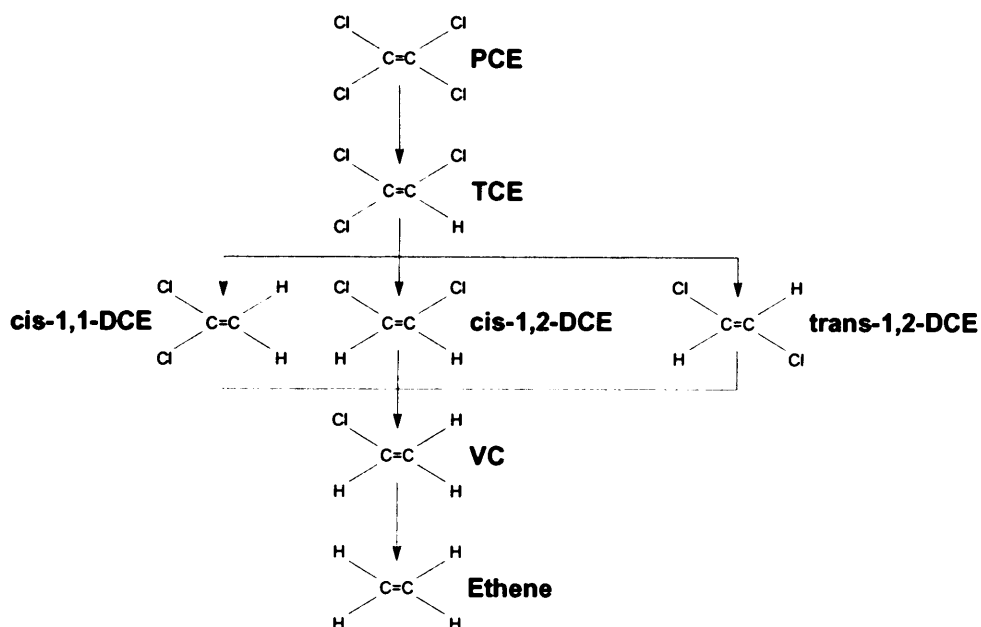 Cl Cl
C=C PCE
Cl Cl
Cl Cl
C=C TCE
Cl H
Cl H Cl Cl Cl H
cis-1,1-DCE C=C C=C cis-1,2-DCE C=C trans-1,2-DCE
Cl H H H H Cl
Cl H
C=C VC
H H
H H
C=C Ethene
H H